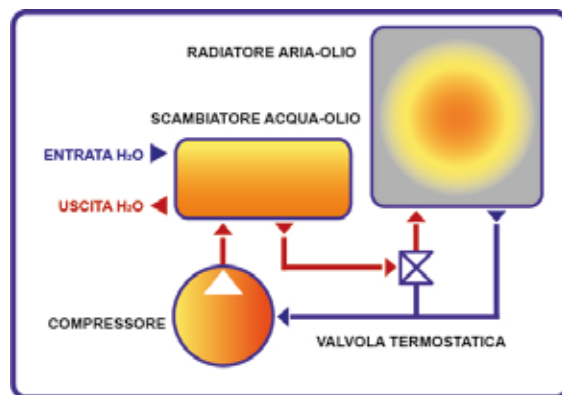 RADIATORE ARIA-OLIO
SCAMBIATORE ACQUA-OLIO
ENTRATA H₂O
USCITA H₂O
COMPRESSORE
VALVOLA TERMOSTATICA